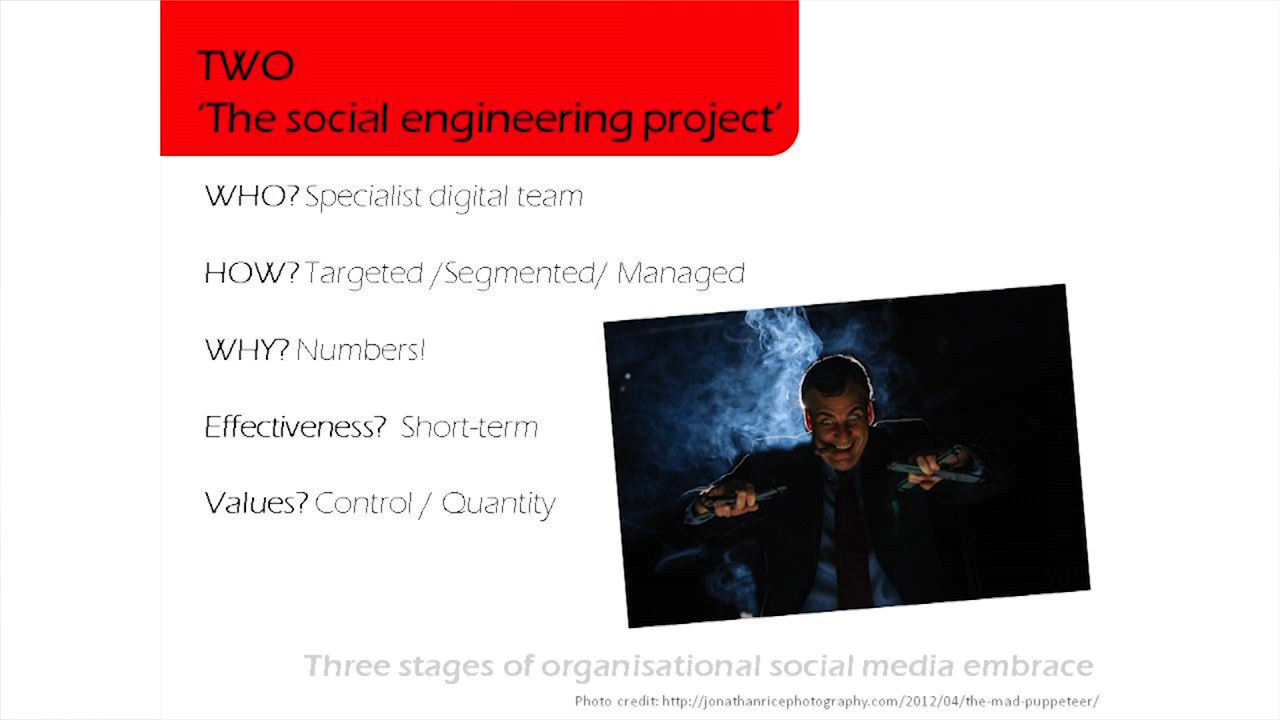 TWO
‘The social engineering project’
WHO? Specialist digital team
HOW? Targeted /Segmented/ Managed
WHY? Numbers!
Effectiveness? Short-term
Values? Control / Quantity
Three stages of organisational social media embrace
Photo credit: http://jonathanricephotography.com/2012/04/the-mad-puppeteer/